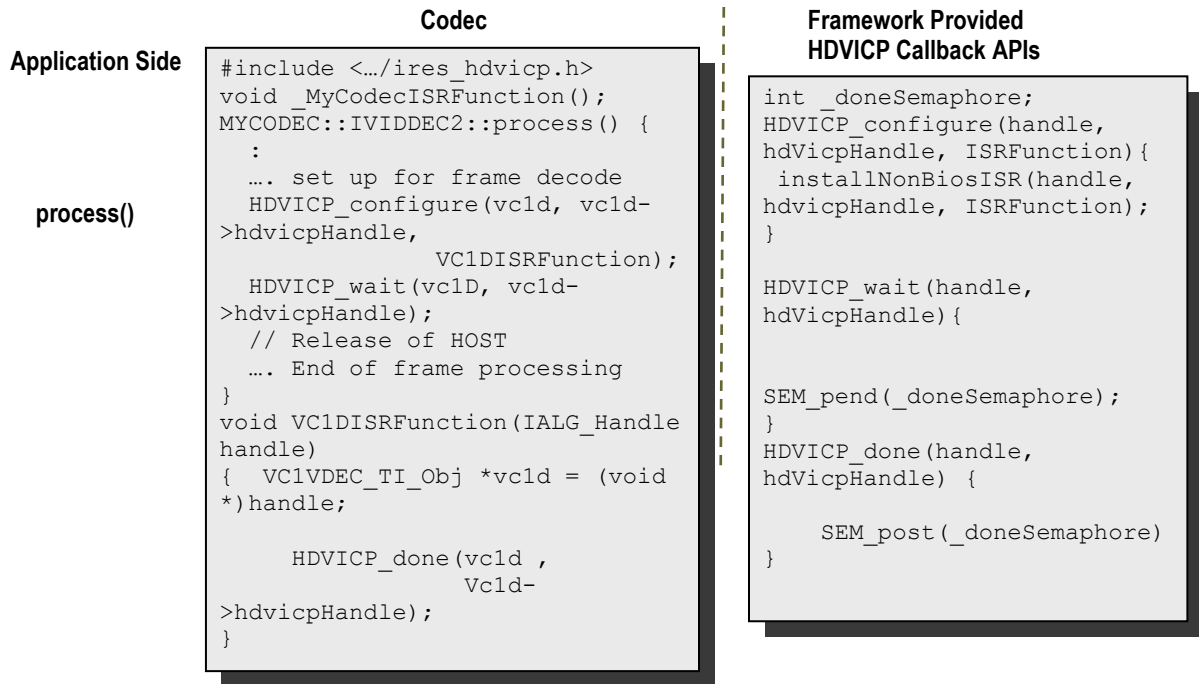 Codec
Framework Provided
HDVICP Callback APIs
Application Side
process()
#include <…/ires_hdvicp.h>
void _MyCodecISRFunction();
MYCODEC::IVIDDEC2::process() {
:
…. set up for frame decode
HDVICP_configure(vc1d, vc1d-
>hdvicpHandle,
VC1DISRFunction);
HDVICP_wait(vc1D, vc1d-
>hdvicpHandle);
// Release of HOST
…. End of frame processing
}
void VC1DISRFunction(IALG_Handle
handle)
{ VC1VDEC_TI_Obj *vc1d = (void
*)handle;
HDVICP_done(vc1d ,
Vc1d-
>hdvicpHandle);
}
int _doneSemaphore;
HDVICP_configure(handle,
hdVicpHandle, ISRFunction){
installNonBiosISR(handle,
hdvicpHandle, ISRFunction);
}
HDVICP_wait(handle,
hdVicpHandle){
SEM_pend(_doneSemaphore);
}
HDVICP_done(handle,
hdVicpHandle) {
SEM_post(_doneSemaphore)
}